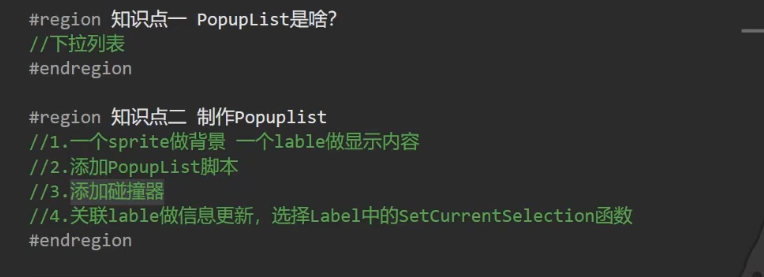 #region 知识点一 PopupList是啥？
//下拉列表
#endregion
#region 知识点二 制作Popuplist
//1.一个sprite做背景 一个lable做显示内容
//2.添加PopupList脚本
//3.添加碰撞器
//4.关联lable做信息更新，选择Label中的SetCurrentSelection函数
#endregion